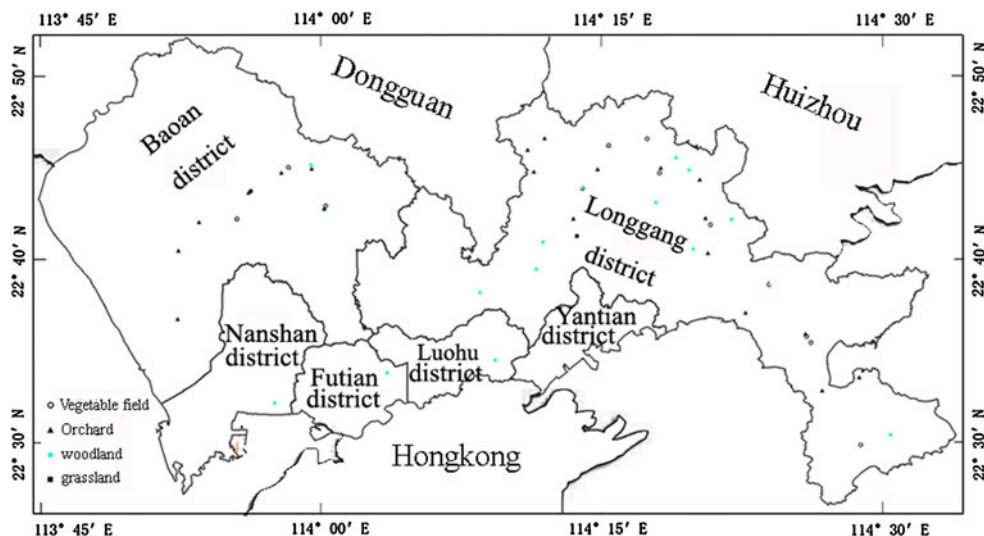 113° 45′ E
114° 00′ E
114° 15′ E
114° 30′ E
22° 50′ N
22° 50′ N
Dongguan
Huizhou
Baoan
district
Longgang
district
22° 40′ N
22° 40′ N
Nanshan
district
Yantian
district
Luohu
district
Futian
district
Vegetable field
Orchard
woodland
grassland
Hongkong
22° 30′ N
22° 30′ N
113° 45′ E
114° 00′ E
114° 15′ E
114° 30′ E